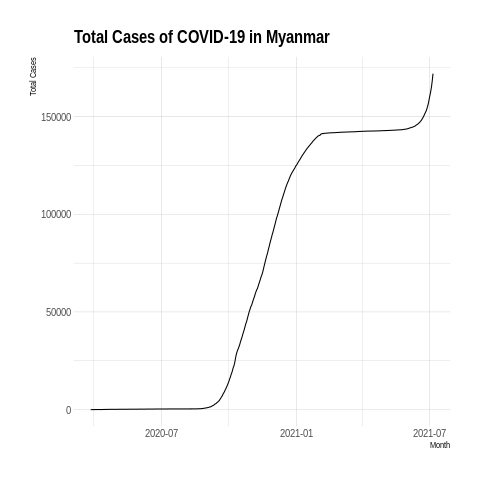 Total Cases of COVID-19 in Myanmar
Total Cases
150000
100000
50000
0
2020-07 2021-01 2021-07
Month